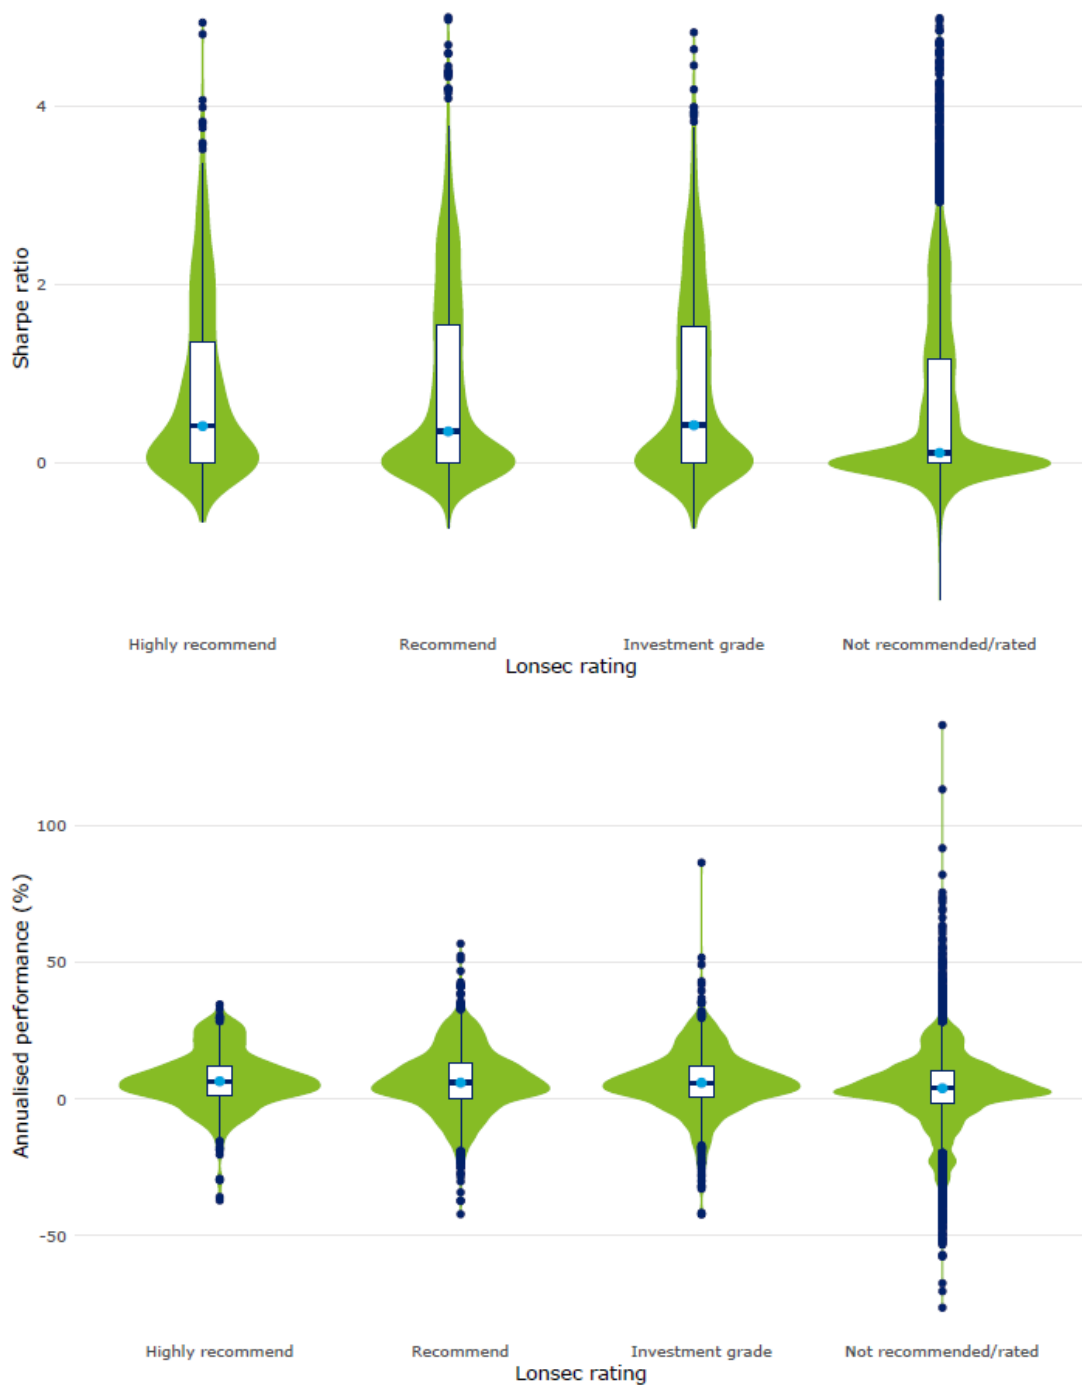 Sharpe ratio
4
2
0
Highly recommend
Recommend
Investment grade
Not recommended/rated
Lonsec rating
Annualised performance (%)
100
50
0
-50
Highly recommend
Recommend
Investment grade
Not recommended/rated
Lonsec rating